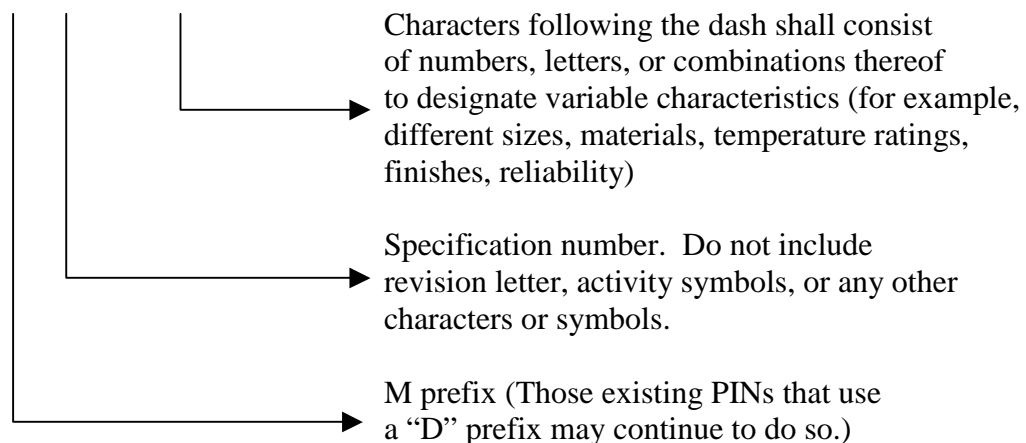 Characters following the dash shall consist
of numbers, letters, or combinations thereof
to designate variable characteristics (for example,
different sizes, materials, temperature ratings,
finishes, reliability)
Specification number.  Do not include
revision letter, activity symbols, or any other
characters or symbols.
M prefix (Those existing PINs that use
a “D” prefix may continue to do so.)